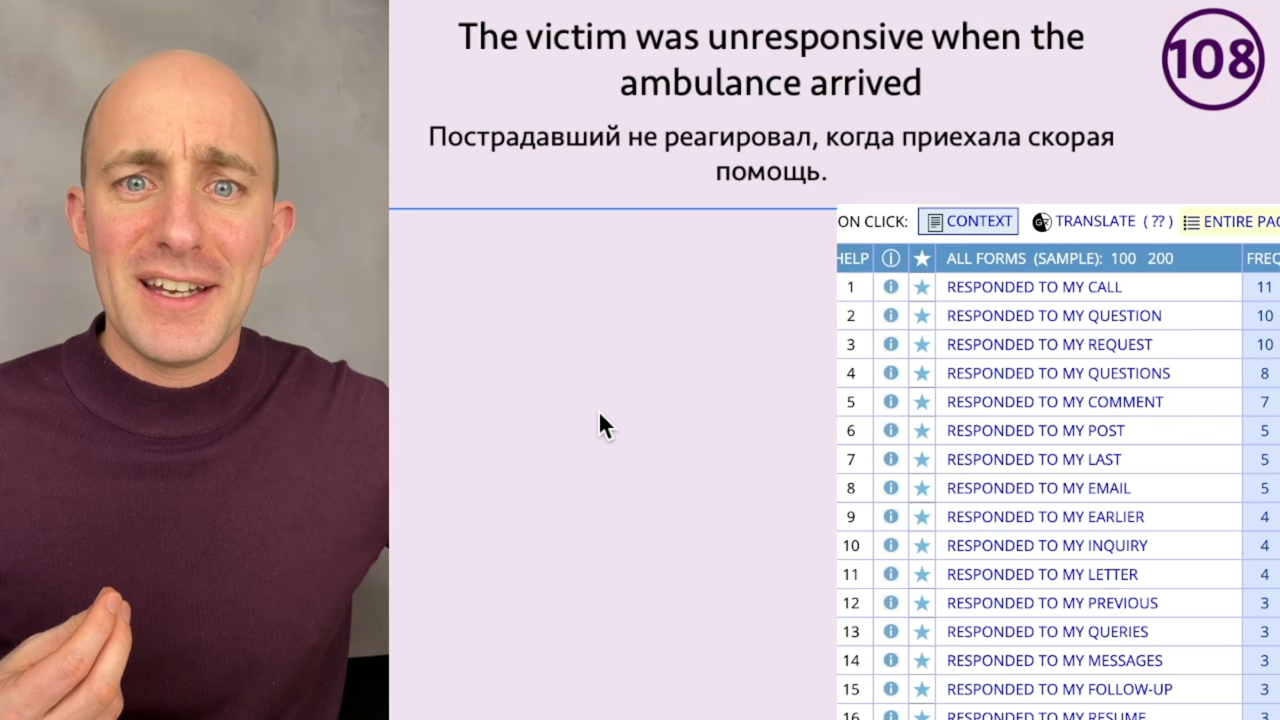 The victim was unresponsive when the
ambulance arrived
108
Пострадавший не реагировал, когда приехала скорая
помощь.
ON CLICK: CONTEXT TRANSLATE ( ?? ) ENTIRE PAG
HELP ALL FORMS (SAMPLE): 100 200 FREQ
1 RESPONDED TO MY CALL 11
2 RESPONDED TO MY QUESTION 10
3 RESPONDED TO MY REQUEST 10
4 RESPONDED TO MY QUESTIONS 8
5 RESPONDED TO MY COMMENT 7
6 RESPONDED TO MY POST 5
7 RESPONDED TO MY LAST 5
8 RESPONDED TO MY EMAIL 5
9 RESPONDED TO MY EARLIER 4
10 RESPONDED TO MY INQUIRY 4
11 RESPONDED TO MY LETTER 4
12 RESPONDED TO MY PREVIOUS 3
13 RESPONDED TO MY QUERIES 3
14 RESPONDED TO MY MESSAGES 3
15 RESPONDED TO MY FOLLOW-UP 3
16 RESPONDED TO MY RESUME 3